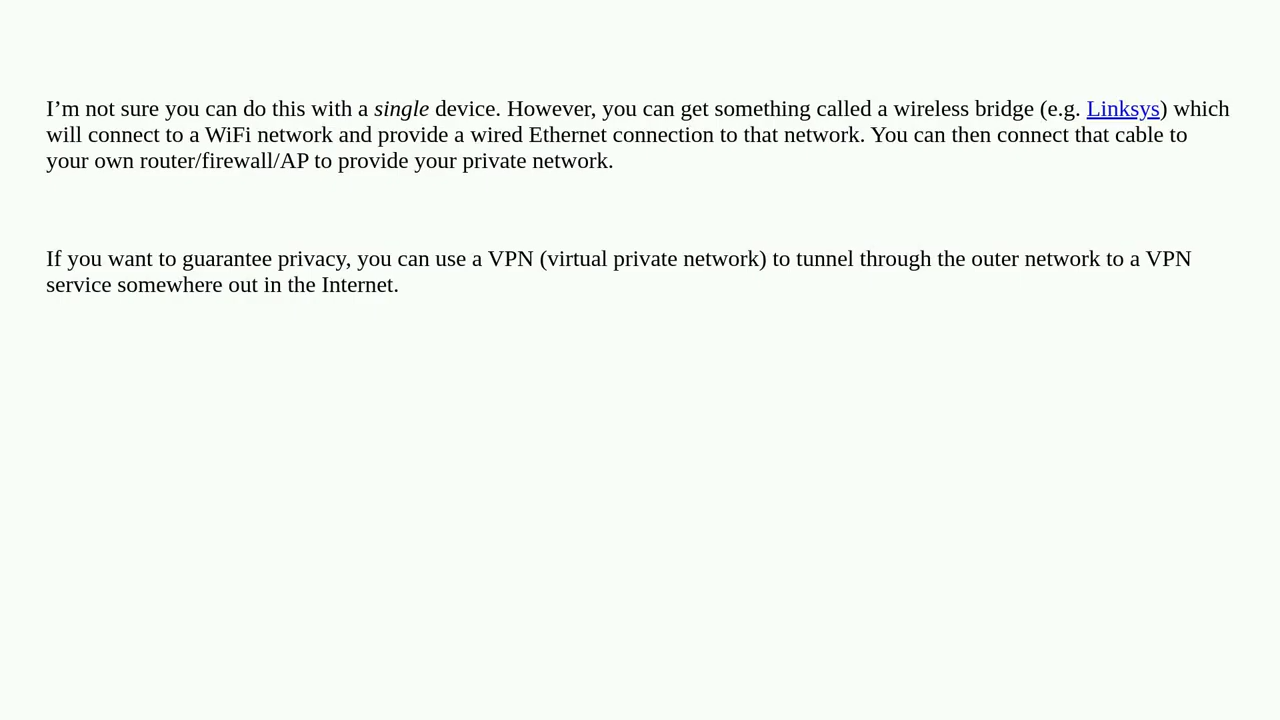 I’m not sure you can do this with a single device. However, you can get something called a wireless bridge (e.g. Linksys) which
will connect to a WiFi network and provide a wired Ethernet connection to that network. You can then connect that cable to
your own router/firewall/AP to provide your private network.
If you want to guarantee privacy, you can use a VPN (virtual private network) to tunnel through the outer network to a VPN
service somewhere out in the Internet.